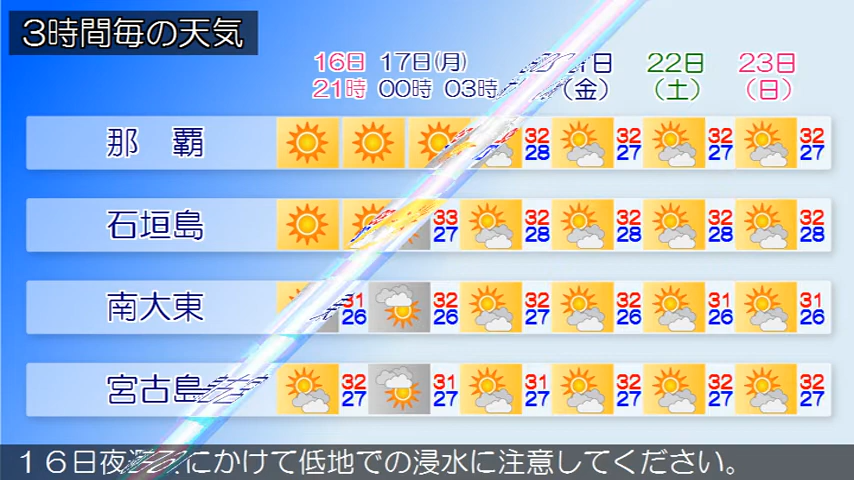 3時間毎の天気
16日 17日(月) 日 22日 23日
21時 00時 03時 (金) (土) (日)
那 覇 32 28 32 27 32 27 32 27
石垣島 33 27 32 28 32 28 32 28 32 28
南大東 31 26 32 26 32 27 32 26 31 26 31 26
宮古島 32 27 31 27 31 27 32 27 32 27 32 27
16日夜 にかけて低地での浸水に注意してください。